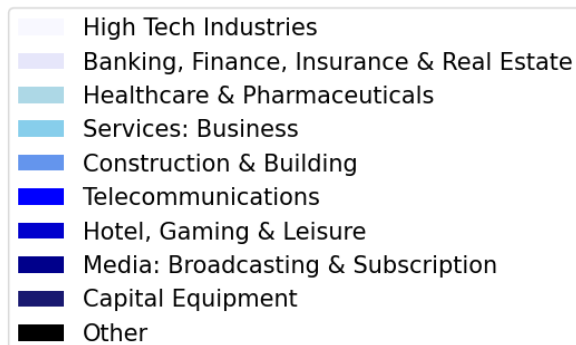 High Tech Industries
Banking, Finance, Insurance & Real Estate
Healthcare & Pharmaceuticals
Services: Business
Construction & Building
Telecommunications
Hotel, Gaming & Leisure
Media: Broadcasting & Subscription
Capital Equipment
Other